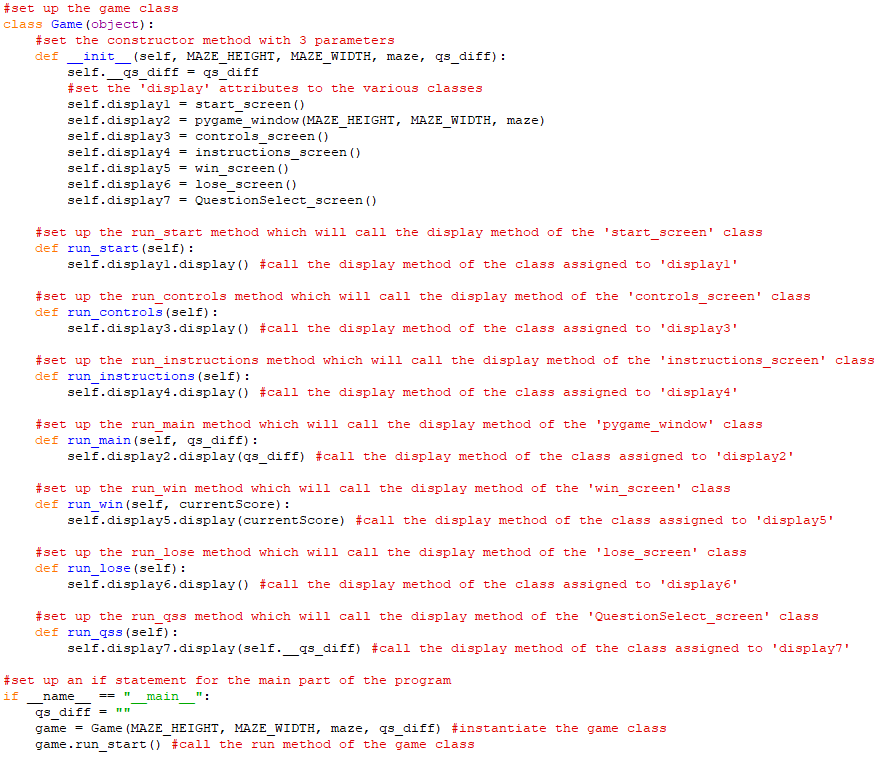 #set up the game class
class Game(object):
    #set the constructor method with 3 parameters
    def __init__(self, MAZE_HEIGHT, MAZE_WIDTH, maze, qs_diff):
        self.__qs_diff = qs_diff
        #set the 'display' attributes to the various classes
        self.display1 = start_screen()
        self.display2 = pygame_window(MAZE_HEIGHT, MAZE_WIDTH, maze)
        self.display3 = controls_screen()
        self.display4 = instructions_screen()
        self.display5 = win_screen()
        self.display6 = lose_screen()
        self.display7 = QuestionSelect_screen()

    #set up the run_start method which will call the display method of the 'start_screen' class
    def run_start(self):
        self.display1.display() #call the display method of the class assigned to 'display1'

    #set up the run_controls method which will call the display method of the 'controls_screen' class
    def run_controls(self):
        self.display3.display() #call the display method of the class assigned to 'display3'

    #set up the run_instructions method which will call the display method of the 'instructions_screen' class
    def run_instructions(self):
        self.display4.display() #call the display method of the class assigned to 'display4'

    #set up the run_main method which will call the display method of the 'pygame_window' class
    def run_main(self, qs_diff):
        self.display2.display(qs_diff) #call the display method of the class assigned to 'display2'

    #set up the run_win method which will call the display method of the 'win_screen' class
    def run_win(self, currentScore):
        self.display5.display(currentScore) #call the display method of the class assigned to 'display5'

    #set up the run_lose method which will call the display method of the 'lose_screen' class
    def run_lose(self):
        self.display6.display() #call the display method of the class assigned to 'display6'

    #set up the run_qss method which will call the display method of the 'QuestionSelect_screen' class
    def run_qss(self):
        self.display7.display(self.__qs_diff) #call the display method of the class assigned to 'display7'

#set up an if statement for the main part of the program
if __name__ == "__main__":
    qs_diff = ""
    game = Game(MAZE_HEIGHT, MAZE_WIDTH, maze, qs_diff) #instantiate the game class
    game.run_start() #call the run method of the game class